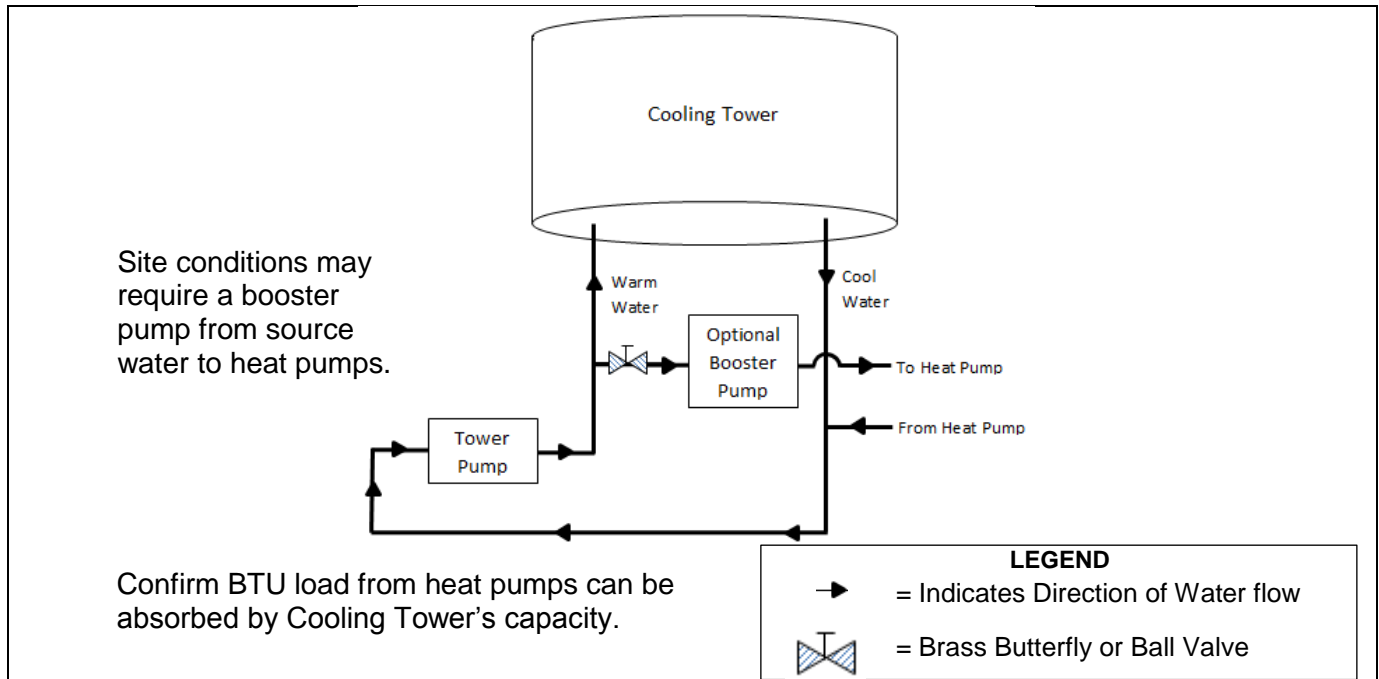 Cooling Tower
Site conditions may
require a booster
pump from source
water to heat pumps.
Warm
Water
Cool
Water
Optional
Booster
Pump
To Heat Pump
From Heat Pump
Tower
Pump
Confirm BTU load from heat pumps can be
absorbed by Cooling Tower’s capacity.
LEGEND
= Indicates Direction of Water flow
= Brass Butterfly or Ball Valve